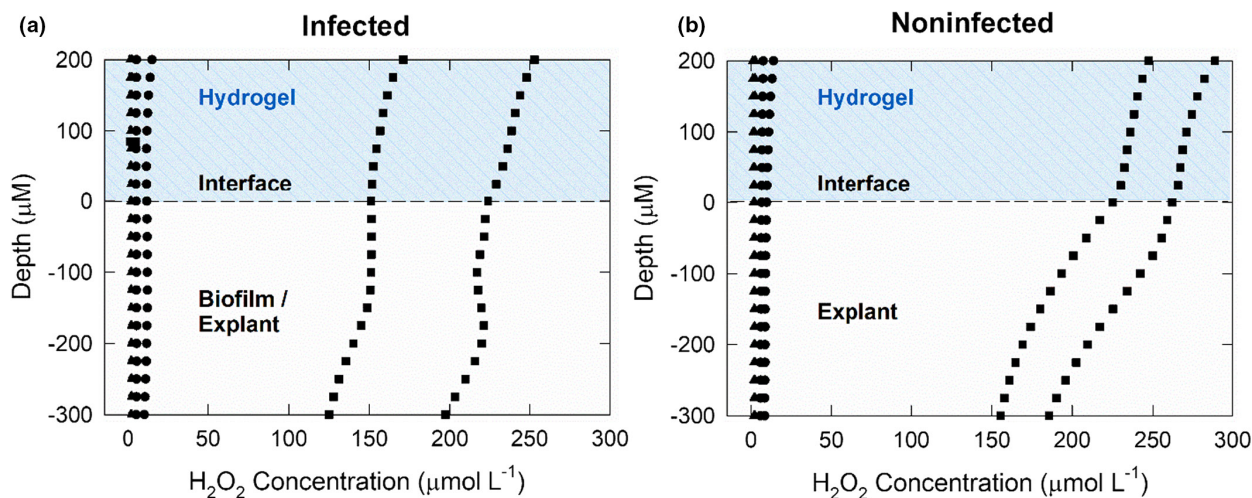 (a)
Infected
200
100
0
-100
-200
-300
Depth (μM)
Hydrogel
Interface
Biofilm /
Explant
0 50 100 150 200 250 300
H₂O₂ Concentration (μmol L⁻¹)
(b)
Noninfected
200
100
0
-100
-200
-300
Depth (μM)
Hydrogel
Interface
Explant
0 50 100 150 200 250 300
H₂O₂ Concentration (μmol L⁻¹)